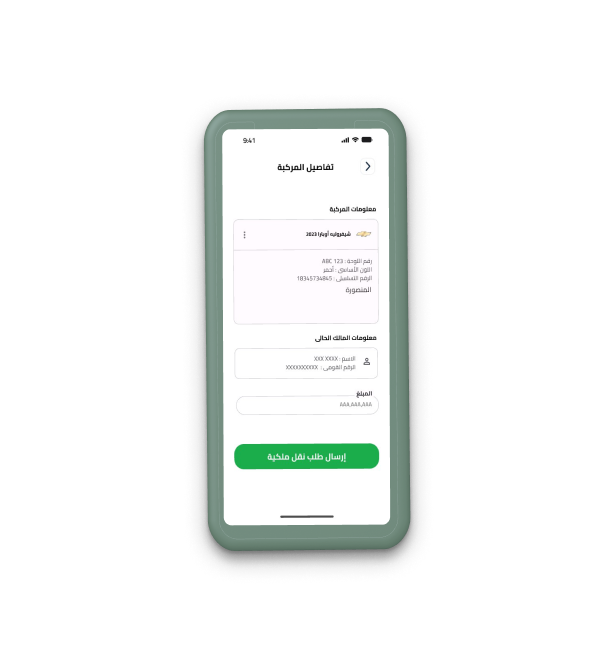 9:41
تفاصيل المركبة
معلومات المركبة
شيفروليه أوبترا 2023
رقم اللوحة : ABC 123
اللون الأساسي : أحمر
الرقم التسلسلي : 18345734845
المنصورة
معلومات المالك الحالى
الاسم : XXX XXXX
الرقم القومى : XXXXXXXXXX
المبلغ
AAA,AAA,AAA
إرسال طلب نقل ملكية